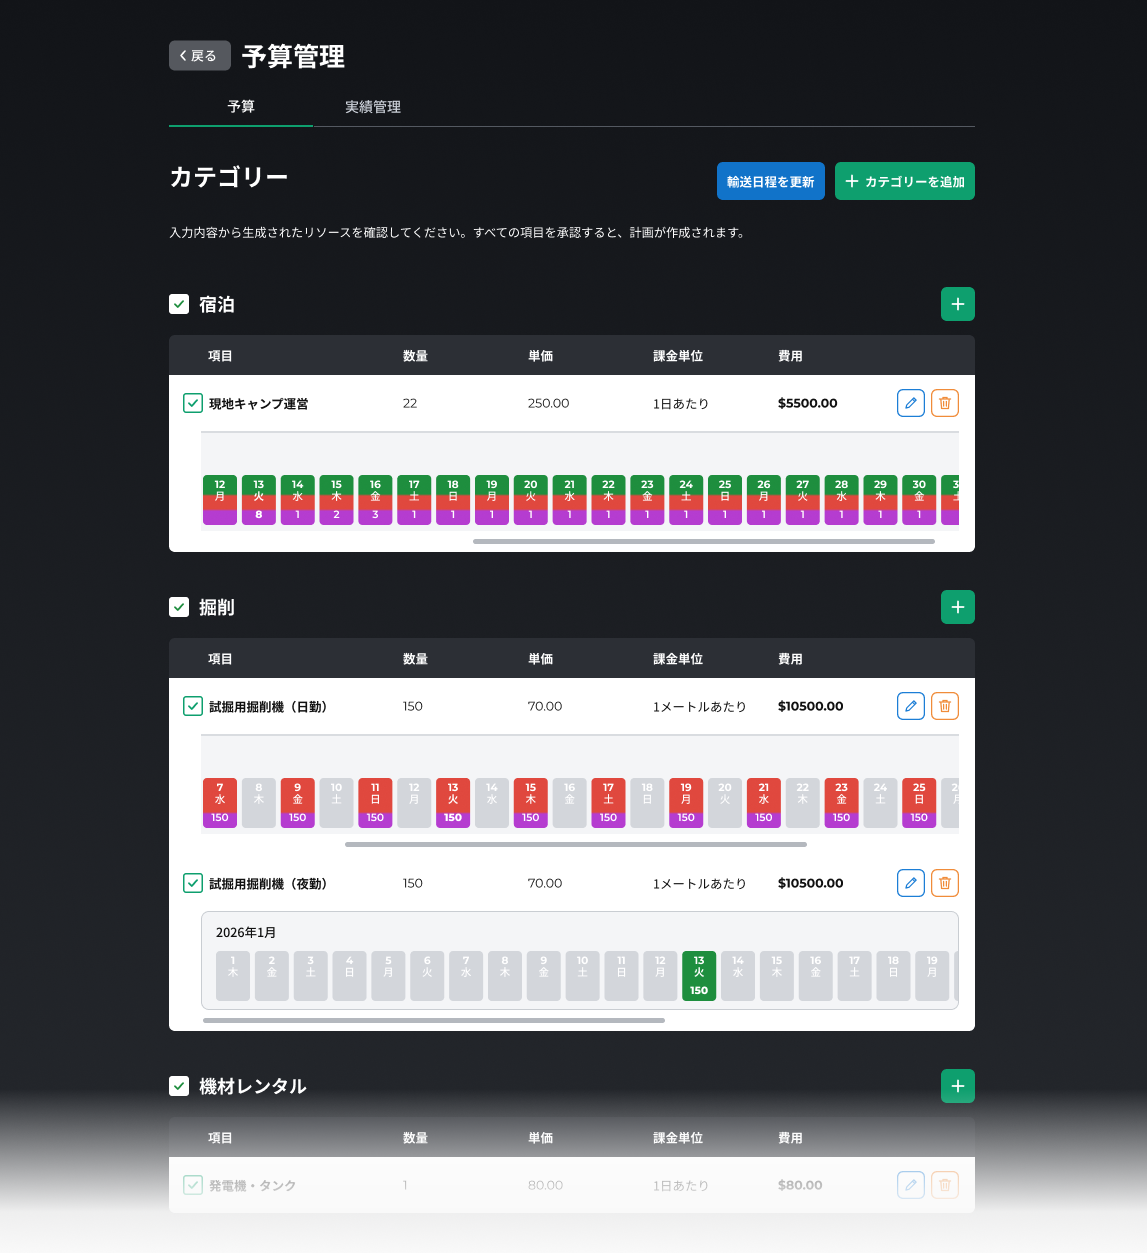 戻る 予算管理
予算 実績管理
カテゴリー 輸送日程を更新 カテゴリーを追加
入力内容から生成されたリソースを確認してください。すべての項目を承認すると、計画が作成されます。
宿泊
項目 数量 単価 課金単位 費用
現地キャンプ運営 22 250.00 1日あたり $5500.00
12 13 14 15 16 17 18 19 20 21 22 23 24 25 26 27 28 29 30
月 火 水 木 金 土 日 月 火 水 木 金 土 日 月 火 水 木 金
8 1 2 3 1 1 1 1 1 1 1 1 1 1 1 1 1 1
掘削
項目 数量 単価 課金単位 費用
試掘用掘削機（日勤） 150 70.00 1メートルあたり $10500.00
7 8 9 10 11 12 13 14 15 16 17 18 19 20 21 22 23 24 25
水 木 金 土 日 月 火 水 木 金 土 日 月 火 水 木 金 土 日
150 150 150 150 150 150 150 150 150 150
試掘用掘削機（夜勤） 150 70.00 1メートルあたり $10500.00
2026年1月
1 2 3 4 5 6 7 8 9 10 11 12 13 14 15 16 17 18 19
木 金 土 日 月 火 水 木 金 土 日 月 火 水 木 金 土 日 月
150
機材レンタル
項目 数量 単価 課金単位 費用
発電機・タンク 1 80.00 1日あたり $80.00